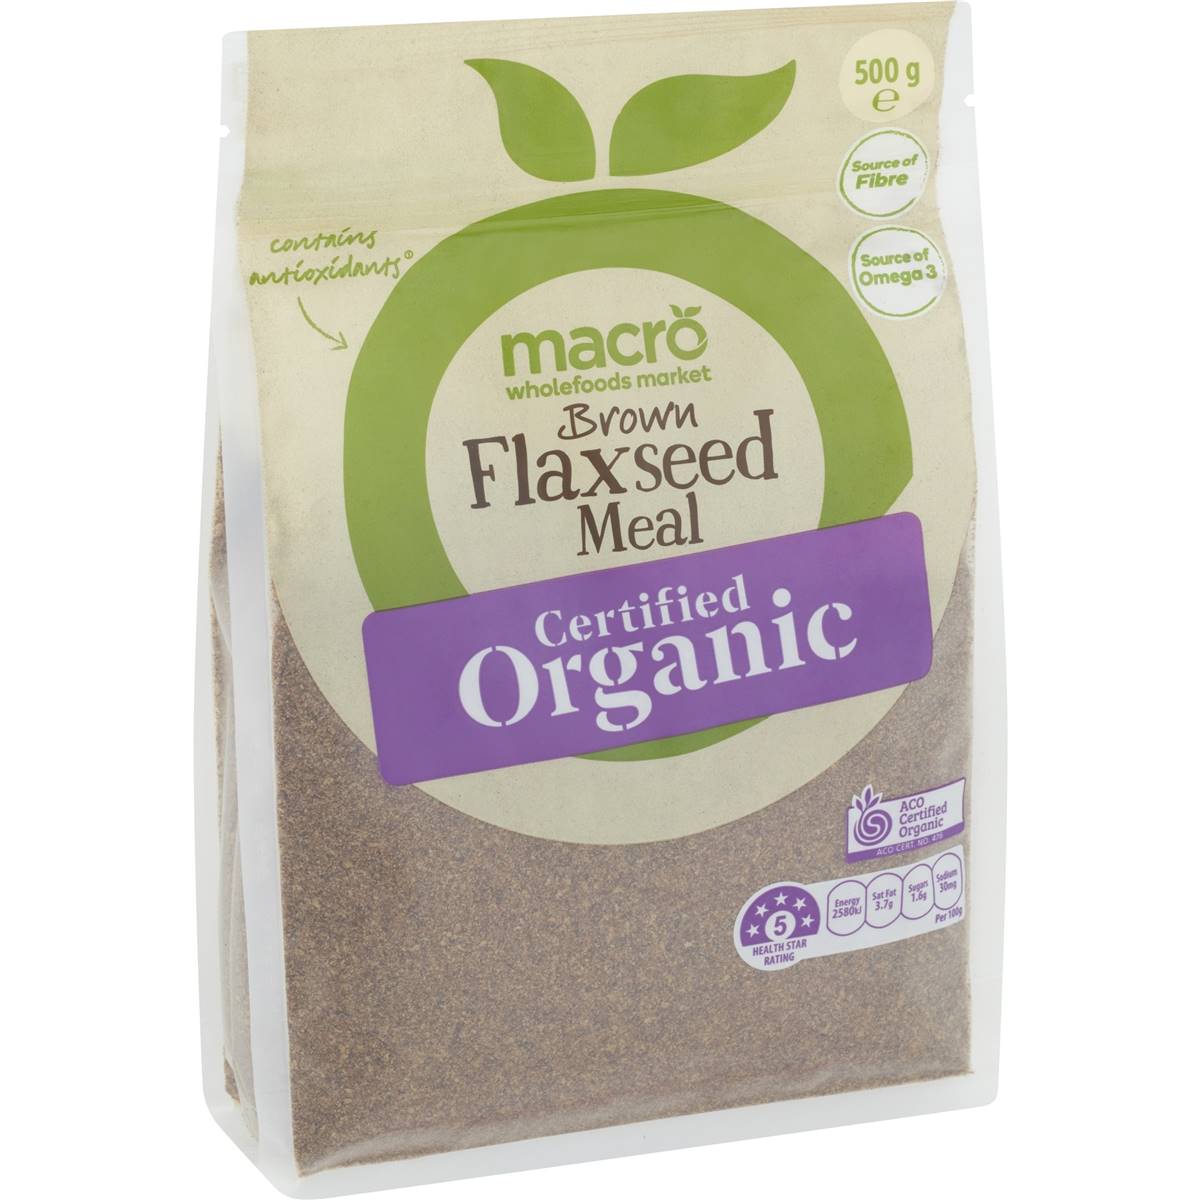 500 g
e
Source of
Fibre
Source of
Omega 3
contains
antioxidants®
macro
wholefoods market
Brown
Flaxseed
Meal
Certified
Organic
ACO
Certified
Organic
5
HEALTH STAR
RATING
Energy
2580kJ
Sat Fat
3.7g
Sugars
1.6g
Sodium
30mg
Per 100g